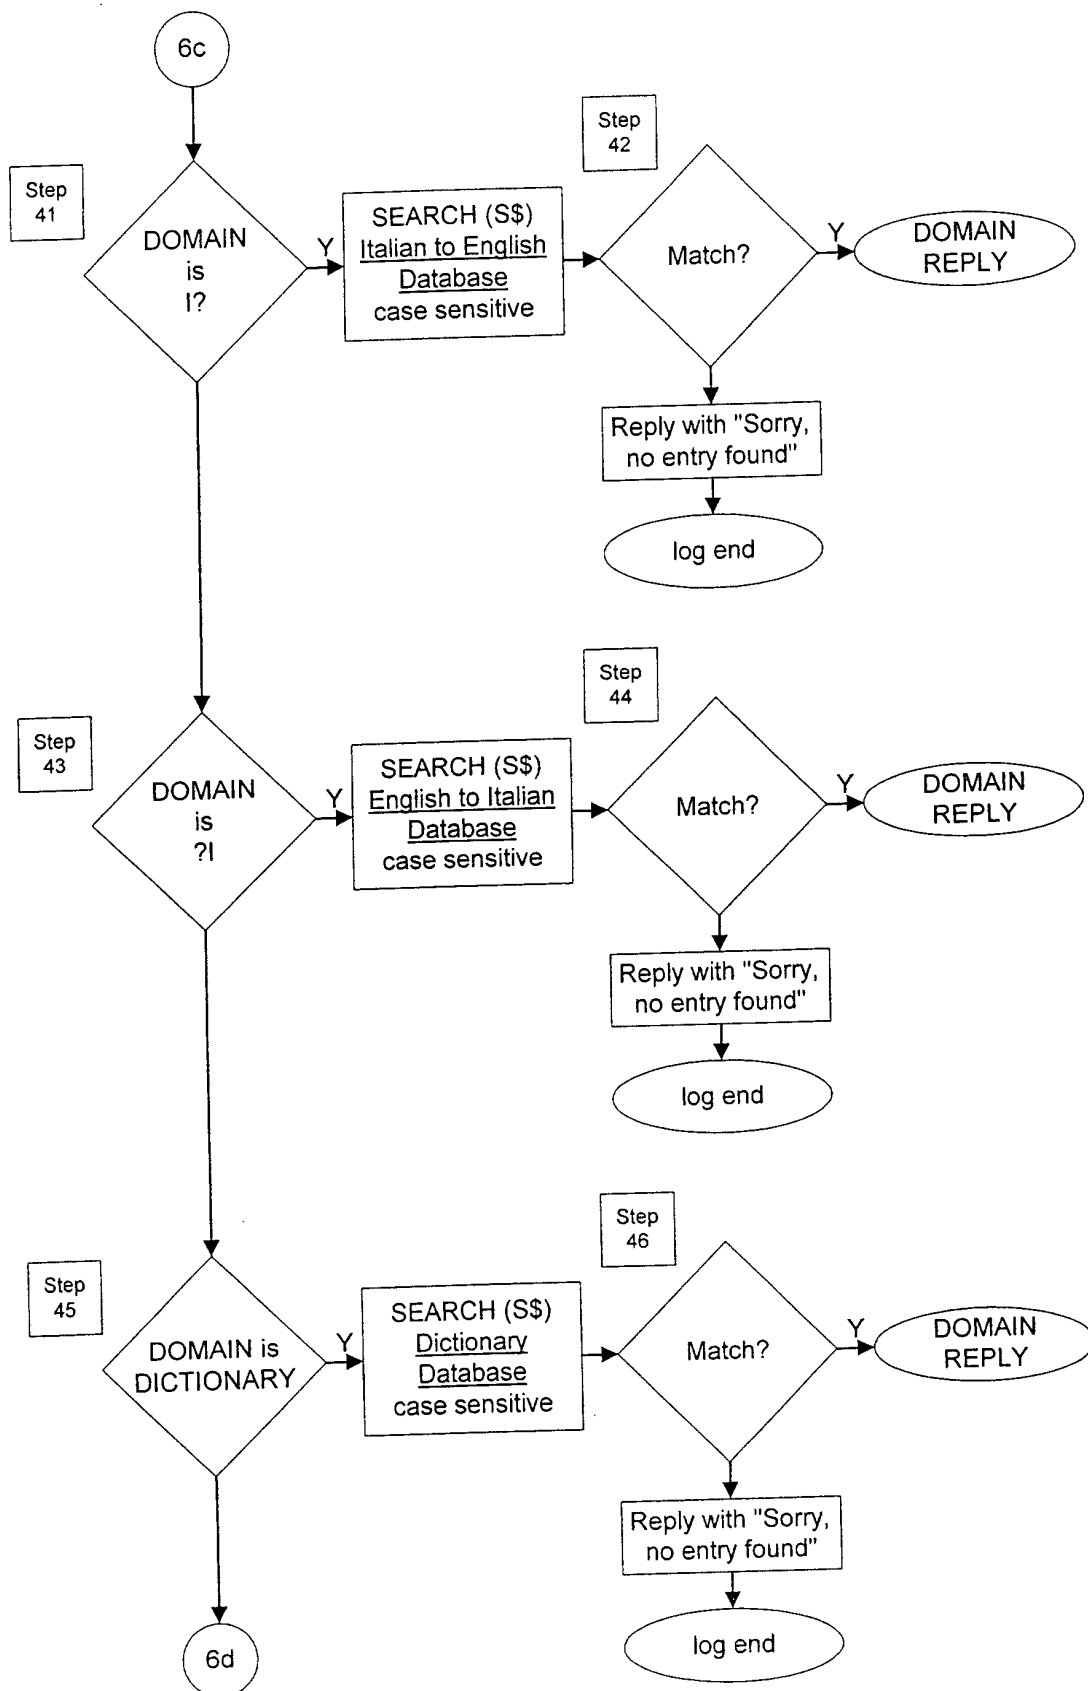 6c
Step
41
DOMAIN
is
I?
Y
SEARCH (S$)
Italian to English
Database
case sensitive
Step
42
Match?
Y
DOMAIN
REPLY
Reply with "Sorry,
no entry found"
log end
Step
43
DOMAIN
is
?I
Y
SEARCH (S$)
English to Italian
Database
case sensitive
Step
44
Match?
Y
DOMAIN
REPLY
Reply with "Sorry,
no entry found"
log end
Step
45
DOMAIN is
DICTIONARY
Y
SEARCH (S$)
Dictionary
Database
case sensitive
Step
46
Match?
Y
DOMAIN
REPLY
Reply with "Sorry,
no entry found"
log end
6d